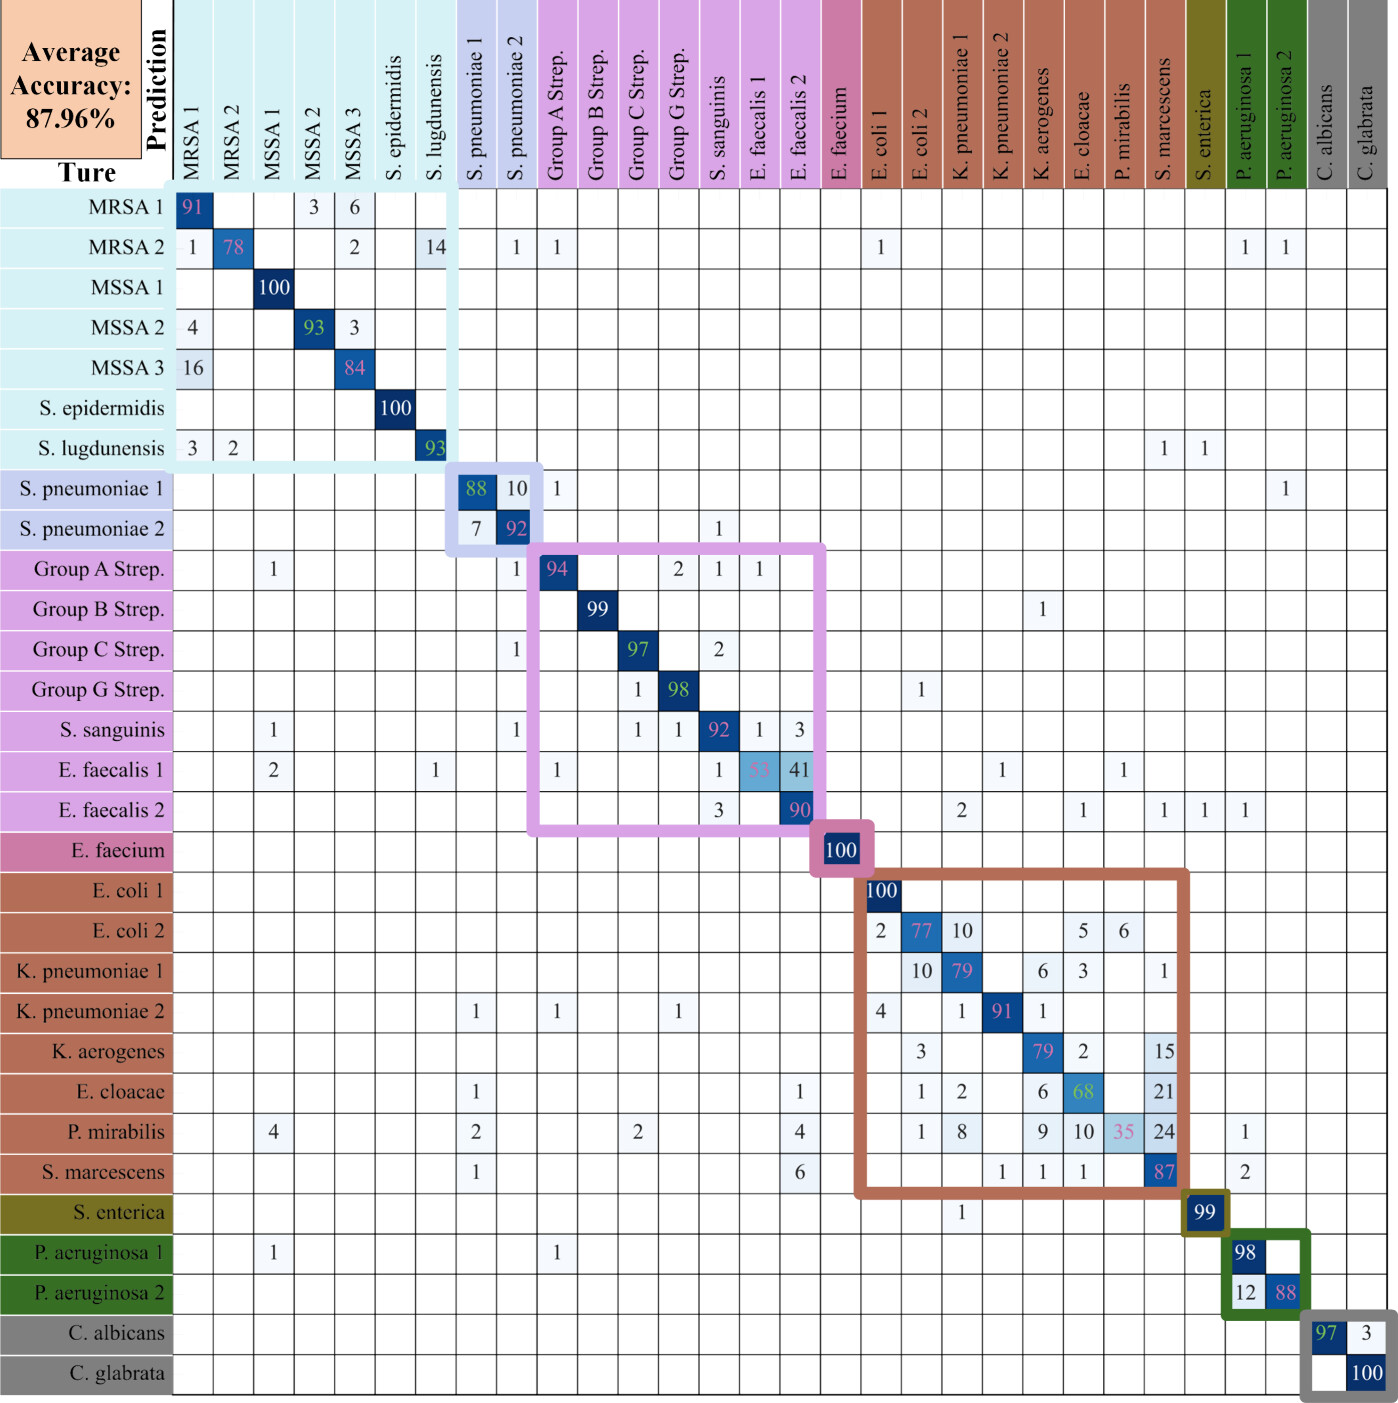 Average
Accuracy:
87.96%
Prediction
Ture
MRSA 1
MRSA 2
MSSA 1
MSSA 2
MSSA 3
S. epidermidis
S. lugdunensis
S. pneumoniae 1
S. pneumoniae 2
Group A Strep.
Group B Strep.
Group C Strep.
Group G Strep.
S. sanguinis
E. faecalis 1
E. faecalis 2
E. faecium
E. coli 1
E. coli 2
K. pneumoniae 1
K. pneumoniae 2
K. aerogenes
E. cloacae
P. mirabilis
S. marcescens
S. enterica
P. aeruginosa 1
P. aeruginosa 2
C. albicans
C. glabrata
MRSA 1 91 3 6
MRSA 2 1 78 2 14 1 1 1 1 1
MSSA 1 100
MSSA 2 4 93 3
MSSA 3 16 84
S. epidermidis 100
S. lugdunensis 3 2 93 1 1
S. pneumoniae 1 88 10 1 1
S. pneumoniae 2 7 92 1
Group A Strep. 1 1 94 2 1 1
Group B Strep. 99 1
Group C Strep. 1 97 2
Group G Strep. 1 98 1
S. sanguinis 1 1 1 1 92 1 3
E. faecalis 1 2 1 1 1 53 41 1 1
E. faecalis 2 3 90 2 1 1 1 1
E. faecium 100
E. coli 1 100
E. coli 2 2 77 10 5 6
K. pneumoniae 1 10 79 6 3 1
K. pneumoniae 2 1 1 1 4 1 91 1
K. aerogenes 3 79 2 15
E. cloacae 1 1 1 2 6 68 21
P. mirabilis 4 2 2 4 1 8 9 10 35 24 1
S. marcescens 1 6 1 1 1 87 2
S. enterica 1 99
P. aeruginosa 1 1 1 98
P. aeruginosa 2 12 88
C. albicans 97 3
C. glabrata 100